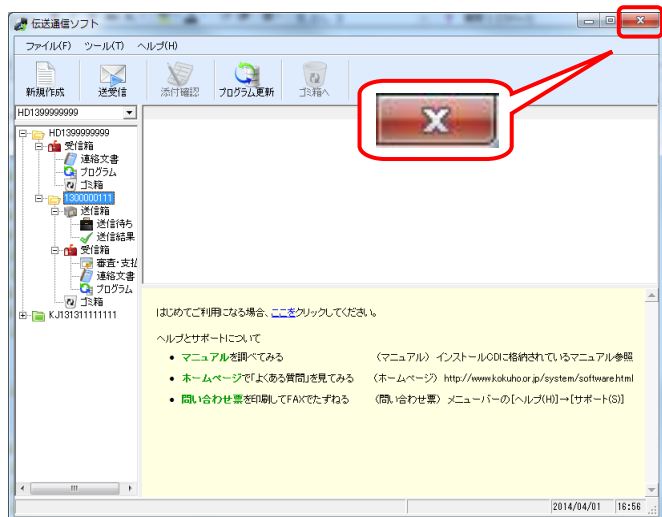 伝送通信ソフト
ファイル(F) ツール(T) ヘルプ(H)
新規作成 送受信 添付確認 プログラム更新 ゴミ箱へ
HD1399999999
HD1399999999
受信箱
連絡文書
プログラム
ゴミ箱
1300000111
送信箱
送信待ち
送信結果
受信箱
審査・支払
連絡文書
プログラム
ゴミ箱
KJ131311111111
はじめてご利用になる場合、ここをクリックしてください。
ヘルプとサポートについて
• マニュアルを調べてみる （マニュアル）インストールCDに格納されているマニュアル参照
• ホームページで「よくある質問」を見てみる （ホームページ）http://www.kokuho.or.jp/system/software.html
• 問い合わせ票を印刷してFAXでたずねる （問い合わせ票）メニューバーの[ヘルプ(H)]→[サポート(S)]
2014/04/01 16:56